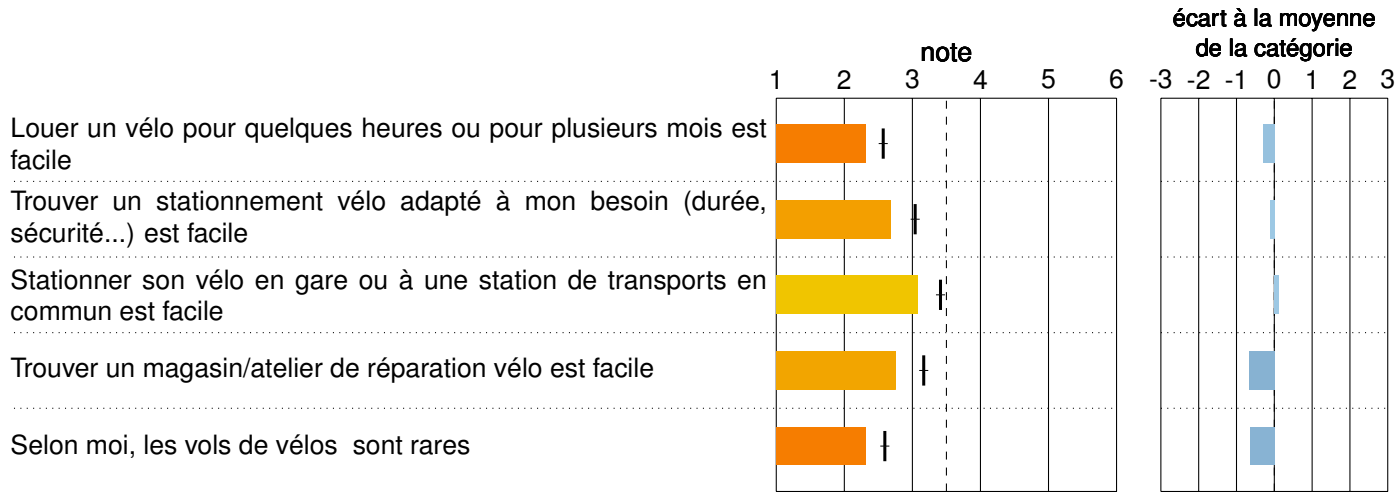 écart à la moyenne
de la catégorie
note
1 2 3 4 5 6
-3 -2 -1 0 1 2 3
Louer un vélo pour quelques heures ou pour plusieurs mois est
facile
Trouver un stationnement vélo adapté à mon besoin (durée,
sécurité...) est facile
Stationner son vélo en gare ou à une station de transports en
commun est facile
Trouver un magasin/atelier de réparation vélo est facile
Selon moi, les vols de vélos sont rares